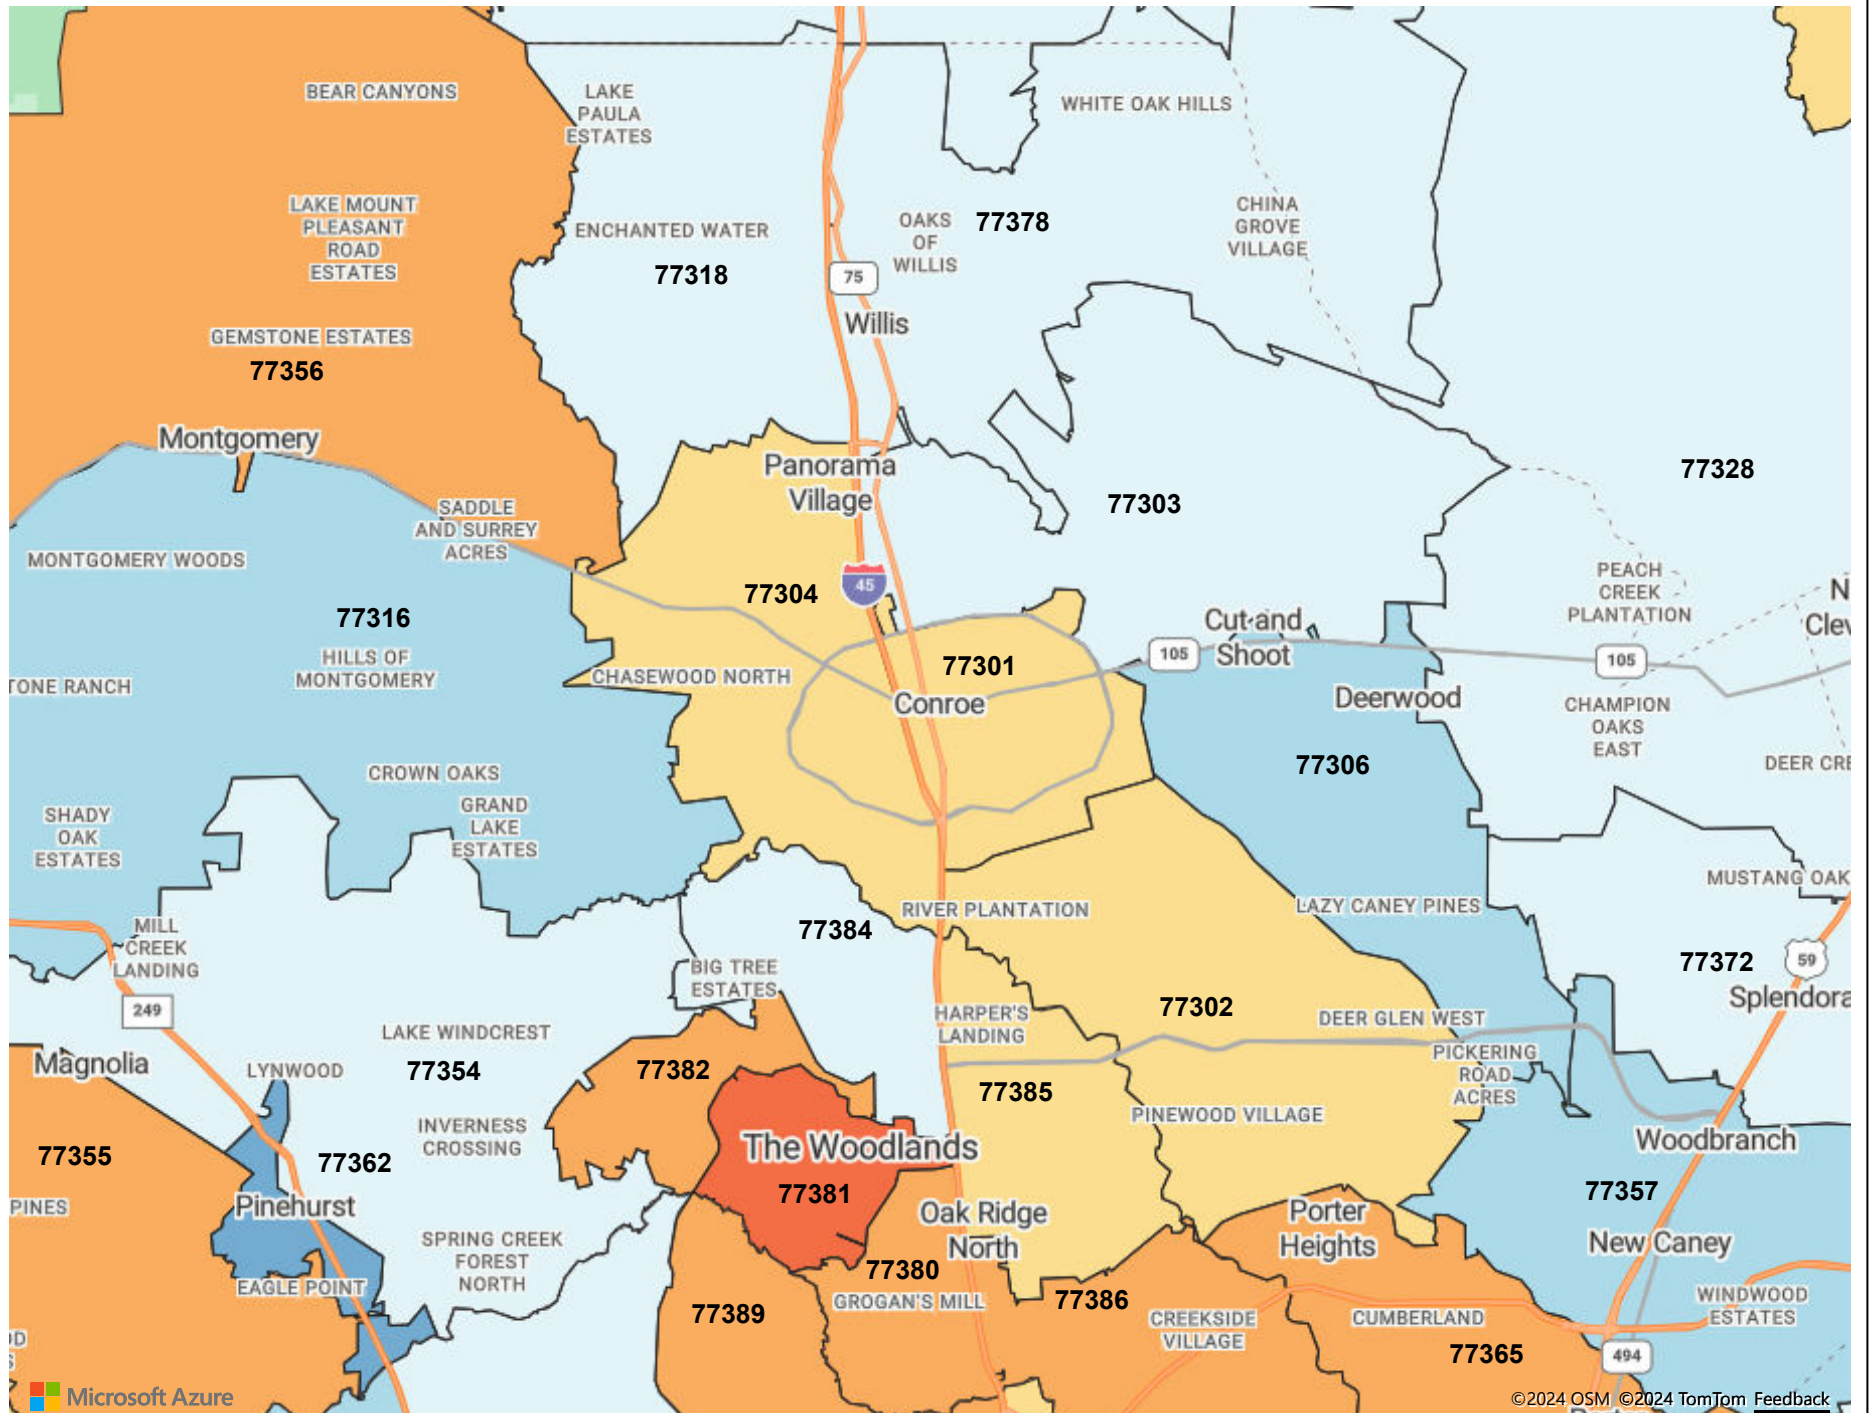 BEAR CANYONS
LAKE
PAULA
ESTATES
WHITE OAK HILLS
LAKE MOUNT
PLEASANT
ROAD
ESTATES
ENCHANTED WATER
77318
OAKS
OF
WILLIS
77378
CHINA
GROVE
VILLAGE
75
Willis
GEMSTONE ESTATES
77356
Montgomery
Panorama
Village
77303
77328
SADDLE
AND SURREY
ACRES
MONTGOMERY WOODS
77316
HILLS OF
MONTGOMERY
77304
45
PEACH
CREEK
PLANTATION
N
Clev
Cut and
Shoot
105
105
TONE RANCH
CHASEWOOD NORTH
77301
Conroe
Deerwood
CHAMPION
OAKS
EAST
77306
DEER CRE
CROWN OAKS
SHADY
OAK
ESTATES
GRAND
LAKE
ESTATES
MUSTANG OAK
RIVER PLANTATION
LAZY CANEY PINES
77384
MILL
CREEK
LANDING
BIG TREE
ESTATES
77372
59
Splendora
249
77302
HARPER'S
LANDING
DEER GLEN WEST
LAKE WINDCREST
77354
Magnolia
LYNWOOD
77382
77385
PICKERING
ROAD
ACRES
PINEWOOD VILLAGE
INVERNESS
CROSSING
The Woodlands
Woodbranch
77355
77362
77381
77357
PINES
Pinehurst
Oak Ridge
North
Porter
Heights
New Caney
SPRING CREEK
FOREST
NORTH
77380
EAGLE POINT
GROGAN'S MILL
77386
77389
CREEKSIDE
VILLAGE
CUMBERLAND
WINDWOOD
ESTATES
77365
494
Microsoft Azure
©2024 OSM ©2024 TomTom Feedback